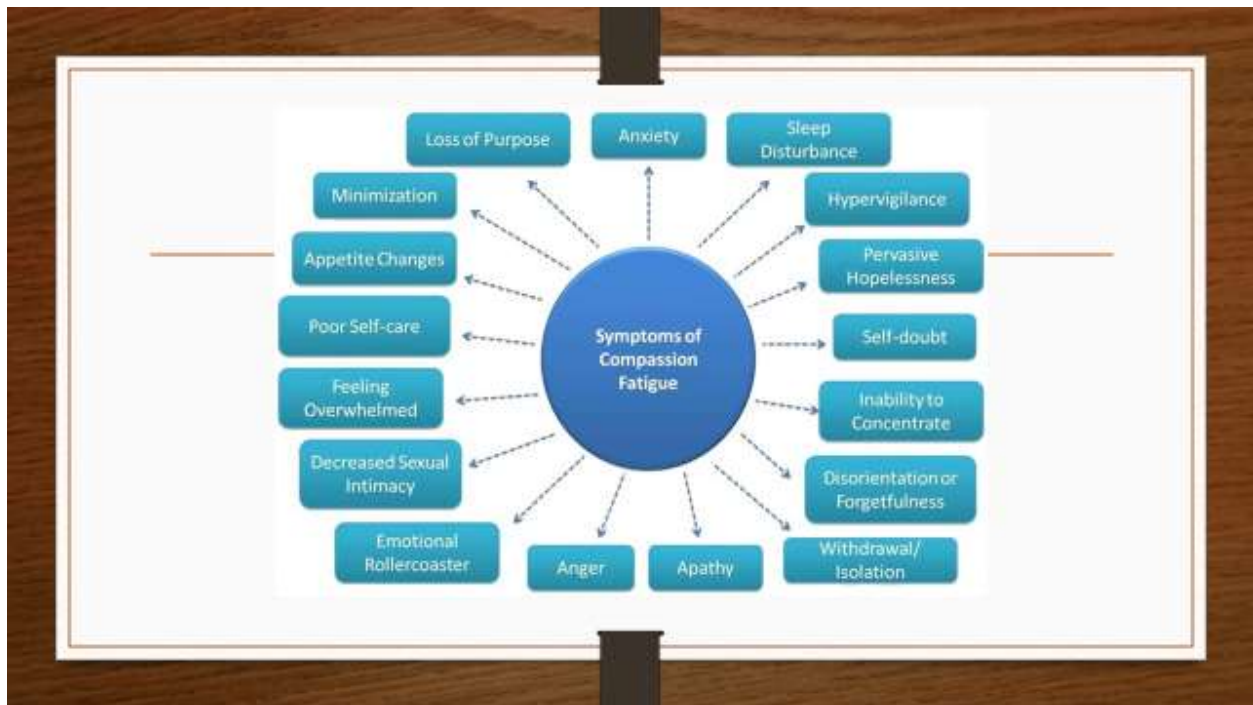 Symptoms of
Compassion
Fatigue
Anxiety
Sleep
Disturbance
Hypervigilance
Pervasive
Hopelessness
Self-doubt
Inability to
Concentrate
Disorientation or
Forgetfulness
Withdrawal/
Isolation
Apathy
Anger
Emotional
Rollercoaster
Decreased Sexual
Intimacy
Feeling
Overwhelmed
Poor Self-care
Appetite Changes
Minimization
Loss of Purpose